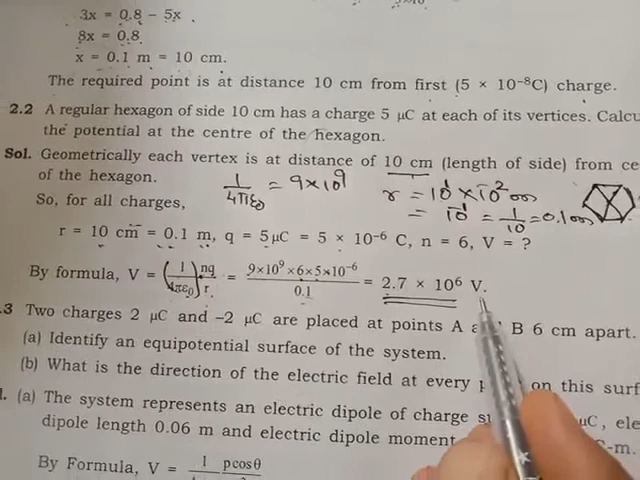 3x = 0.8 – 5x
8x = 0.8
x = 0.1 m = 10 cm.
The required point is at distance 10 cm from first (5 × 10⁻⁸C) charge.
2.2 A regular hexagon of side 10 cm has a charge 5 μC at each of its vertices. Calcu
the potential at the centre of the hexagon.
Sol. Geometrically each vertex is at distance of 10 cm (length of side) from ce
of the hexagon.
1/4πε₀ = 9×10⁹
r = 10¹ × 10⁻² m
So, for all charges,
= 10⁻¹ = 1/10 = 0.1 m
r = 10 cm = 0.1 m, q = 5μC = 5 × 10⁻⁶ C, n = 6, V = ?
By formula, V = (1/4πε₀) nq/r = 9×10⁹×6×5×10⁻⁶/0.1 = 2.7 × 10⁶ V.
.3 Two charges 2 μC and –2 μC are placed at points A a B 6 cm apart.
(a) Identify an equipotential surface of the system.
(b) What is the direction of the electric field at every p on this surf
l. (a) The system represents an electric dipole of charge μC, ele
dipole length 0.06 m and electric dipole moment C-m.
By Formula, V = 1 pcosθ